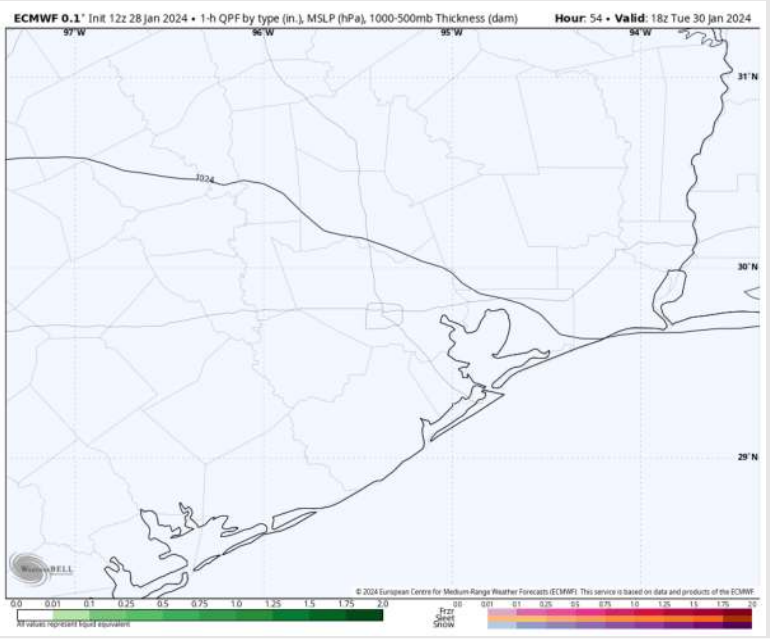 ECMWF 0.1° Init 12z 28 Jan 2024 • 1-h QPF by type (in.), MSLP (hPa), 1000-500mb Thickness (dam) Hour: 54 • Valid: 18z Tue 30 Jan 2024
97°W 96°W 95°W 94°W
31°N
1024
30°N
29°N
WeatherBELL
© 2024 European Centre for Medium-Range Weather Forecasts (ECMWF). This service is based on data and products of the ECMWF
0.0 0.01 0.1 0.25 0.5 0.75 1.0 1.25 1.5 1.75 2.0
All values represent liquid equivalent
0.0 0.01 0.1 0.25 0.5 0.75 1.0 1.25 1.5 1.75 2.0
Frzr
Sleet
Snow